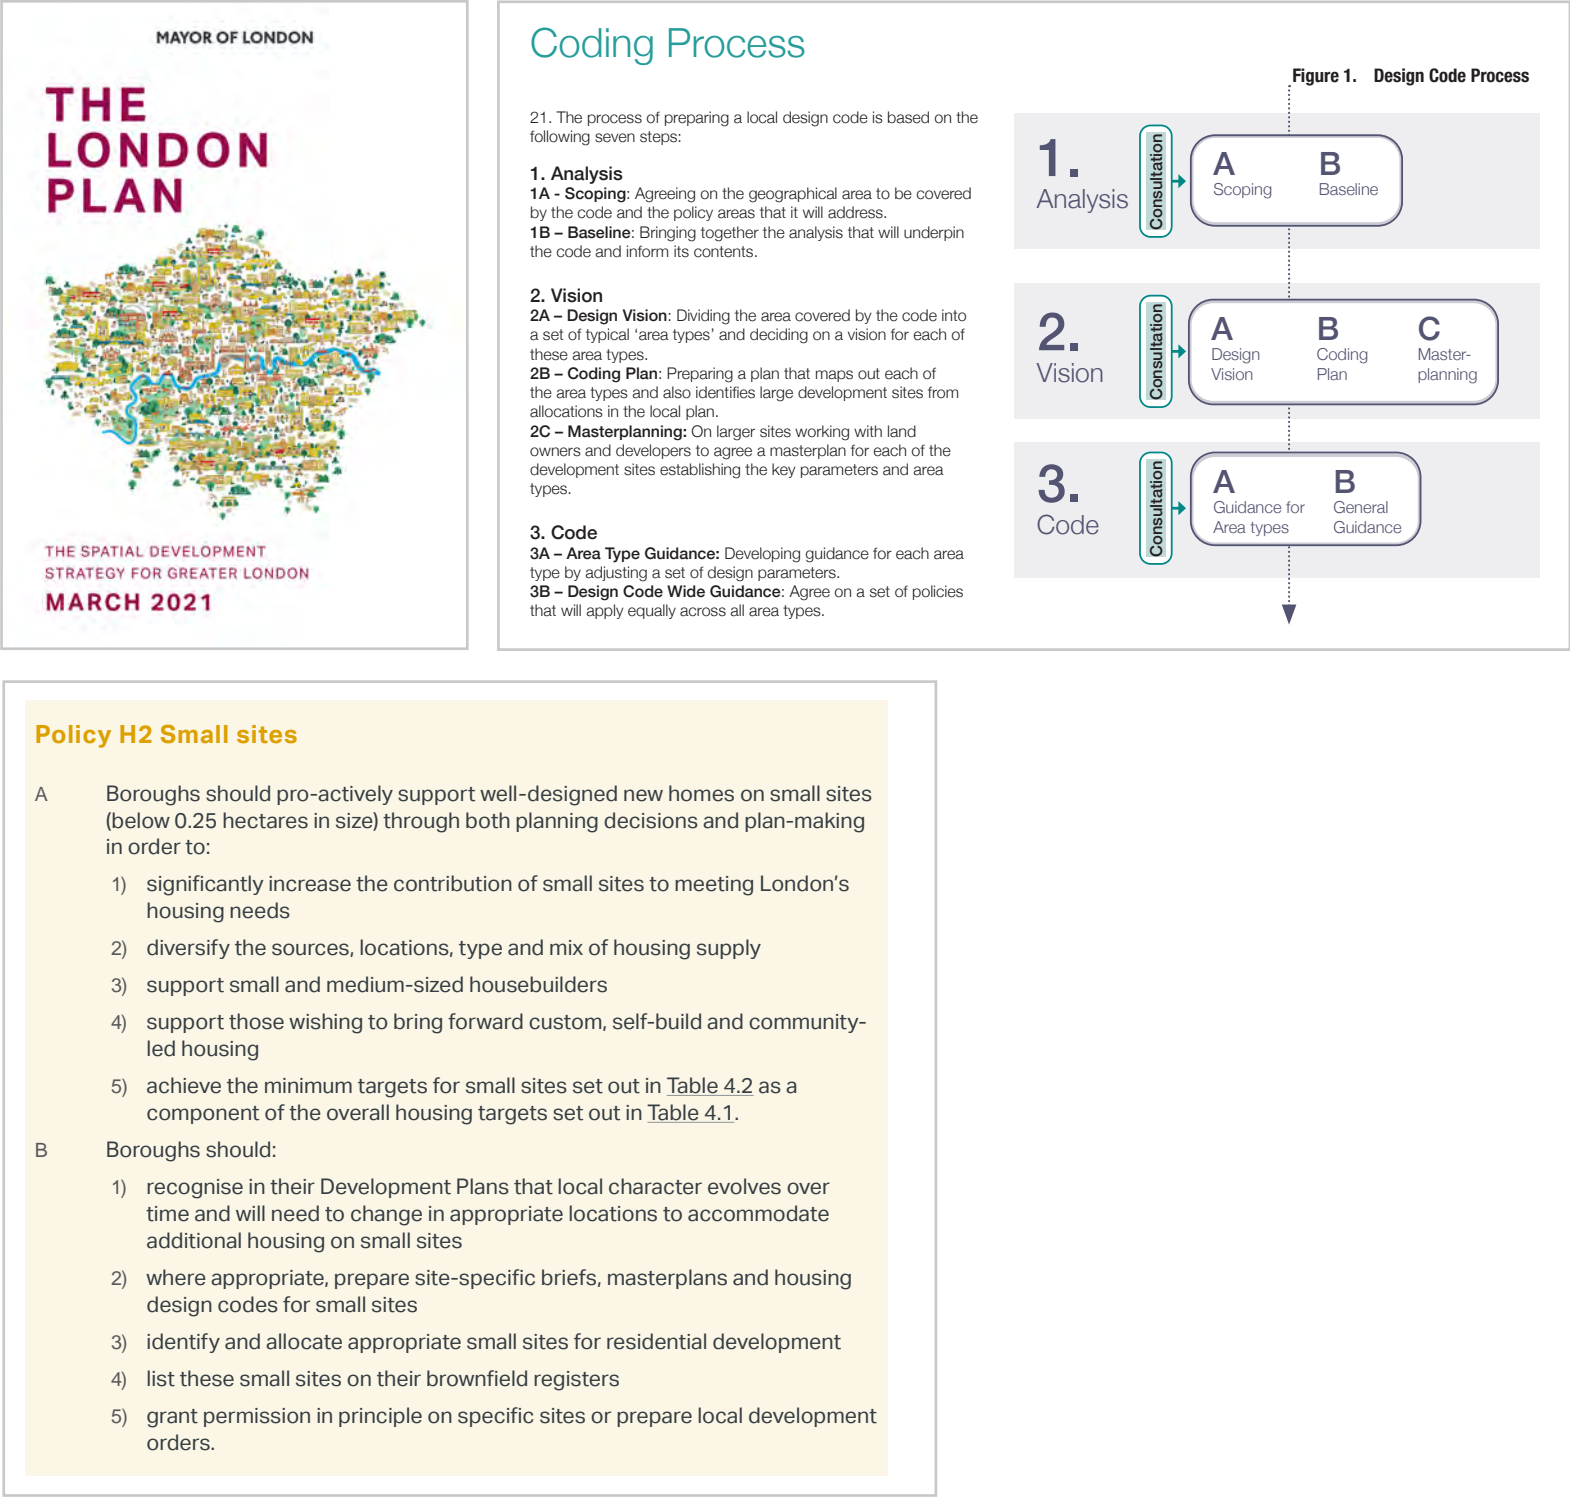 MAYOR OF LONDON
THE
LONDON
PLAN
THE SPATIAL DEVELOPMENT
STRATEGY FOR GREATER LONDON
MARCH 2021
Coding Process
21. The process of preparing a local design code is based on the
following seven steps:
1. Analysis
1A - Scoping: Agreeing on the geographical area to be covered
by the code and the policy areas that it will address.
1B – Baseline: Bringing together the analysis that will underpin
the code and inform its contents.
2. Vision
2A – Design Vision: Dividing the area covered by the code into
a set of typical ‘area types’ and deciding on a vision for each of
these area types.
2B – Coding Plan: Preparing a plan that maps out each of
the area types and also identifies large development sites from
allocations in the local plan.
2C – Masterplanning: On larger sites working with land
owners and developers to agree a masterplan for each of the
development sites establishing the key parameters and area
types.
3. Code
3A – Area Type Guidance: Developing guidance for each area
type by adjusting a set of design parameters.
3B – Design Code Wide Guidance: Agree on a set of policies
that will apply equally across all area types.
Figure 1. Design Code Process
1.
Analysis
Consultation
A
Scoping
B
Baseline
2.
Vision
Consultation
A
Design
Vision
B
Coding
Plan
C
Master-
planning
3.
Code
Consultation
A
Guidance for
Area types
B
General
Guidance
Policy H2 Small sites
A Boroughs should pro-actively support well-designed new homes on small sites
(below 0.25 hectares in size) through both planning decisions and plan-making
in order to:
1) significantly increase the contribution of small sites to meeting London’s
housing needs
2) diversify the sources, locations, type and mix of housing supply
3) support small and medium-sized housebuilders
4) support those wishing to bring forward custom, self-build and community-
led housing
5) achieve the minimum targets for small sites set out in Table 4.2 as a
component of the overall housing targets set out in Table 4.1.
B Boroughs should:
1) recognise in their Development Plans that local character evolves over
time and will need to change in appropriate locations to accommodate
additional housing on small sites
2) where appropriate, prepare site-specific briefs, masterplans and housing
design codes for small sites
3) identify and allocate appropriate small sites for residential development
4) list these small sites on their brownfield registers
5) grant permission in principle on specific sites or prepare local development
orders.